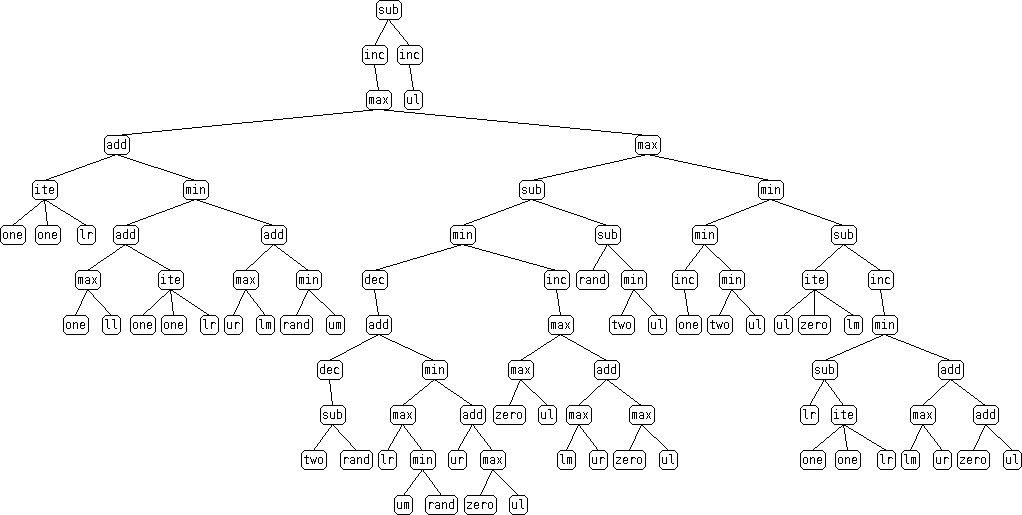 sub
inc inc
max ul
add max
ite min sub min
one one lr add add min sub min sub
max ite max min dec inc rand min inc min ite inc
one ll one one lr ur lm rand um add max two ul one two ul ul zero lm min
dec min max add sub add
sub max add zero ul max max lr ite max add
two rand lr min ur max lm ur zero ul one one lr lm ur zero ul
um rand zero ul